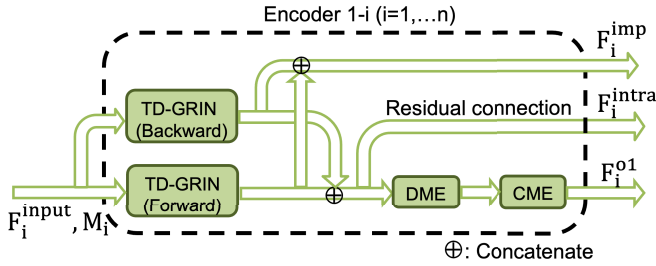 Encoder 1-i (i=1,…n)
F_i^imp
TD-GRIN
(Backward)
Residual connection
F_i^intra
TD-GRIN
(Forward)
DME
CME
F_i^o1
F_i^input, M_i
⊕: Concatenate